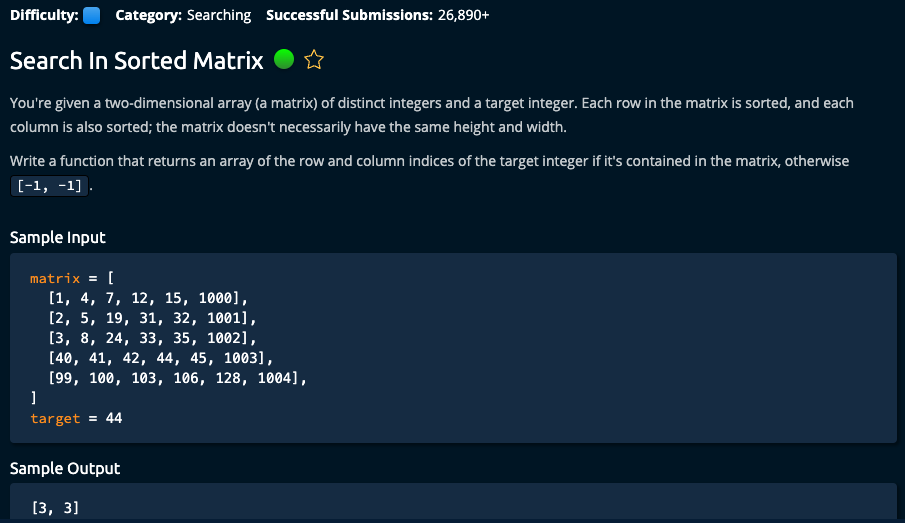 Difficulty: Category: Searching Successful Submissions: 26,890+
Search In Sorted Matrix
You're given a two-dimensional array (a matrix) of distinct integers and a target integer. Each row in the matrix is sorted, and each
column is also sorted; the matrix doesn't necessarily have the same height and width.
Write a function that returns an array of the row and column indices of the target integer if it's contained in the matrix, otherwise
[-1, -1] .
Sample Input
matrix = [
[1, 4, 7, 12, 15, 1000],
[2, 5, 19, 31, 32, 1001],
[3, 8, 24, 33, 35, 1002],
[40, 41, 42, 44, 45, 1003],
[99, 100, 103, 106, 128, 1004],
]
target = 44
Sample Output
[3, 3]